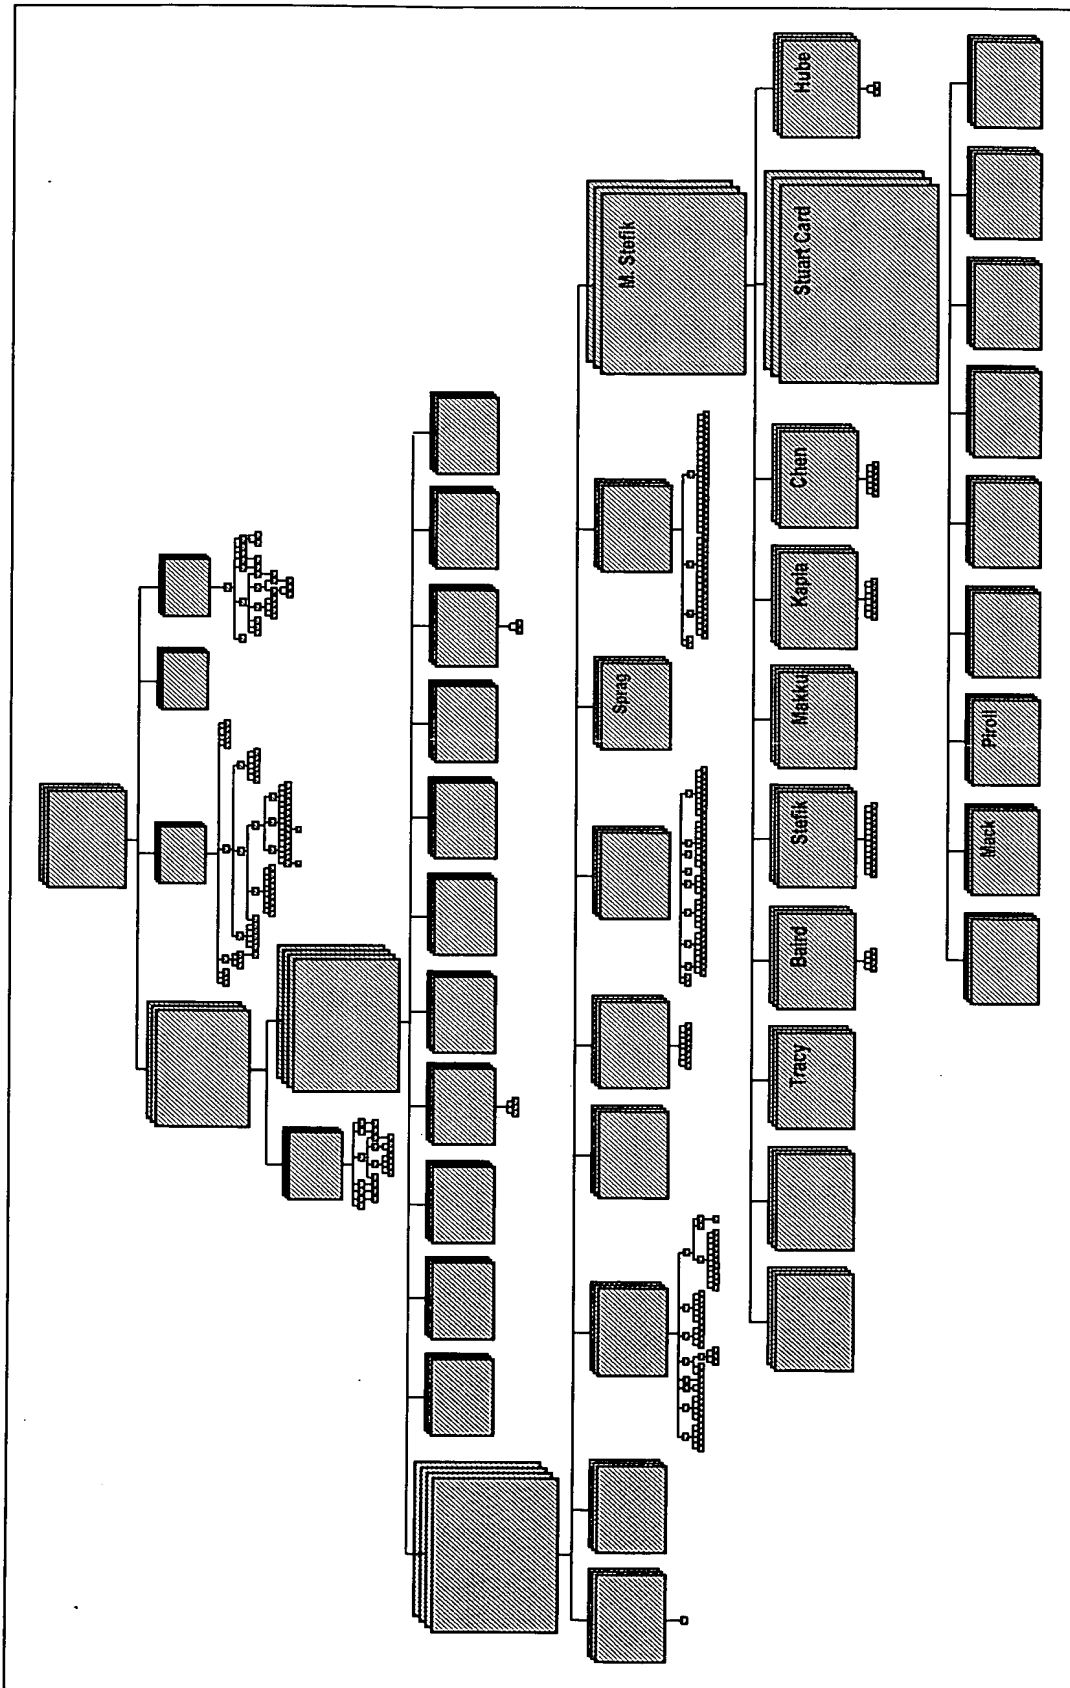 M. Stefik
Sprag
Hube
Stuart Card
Chen
Kapla
Makku
Stefik
Baird
Tracy
Piroll
Mack